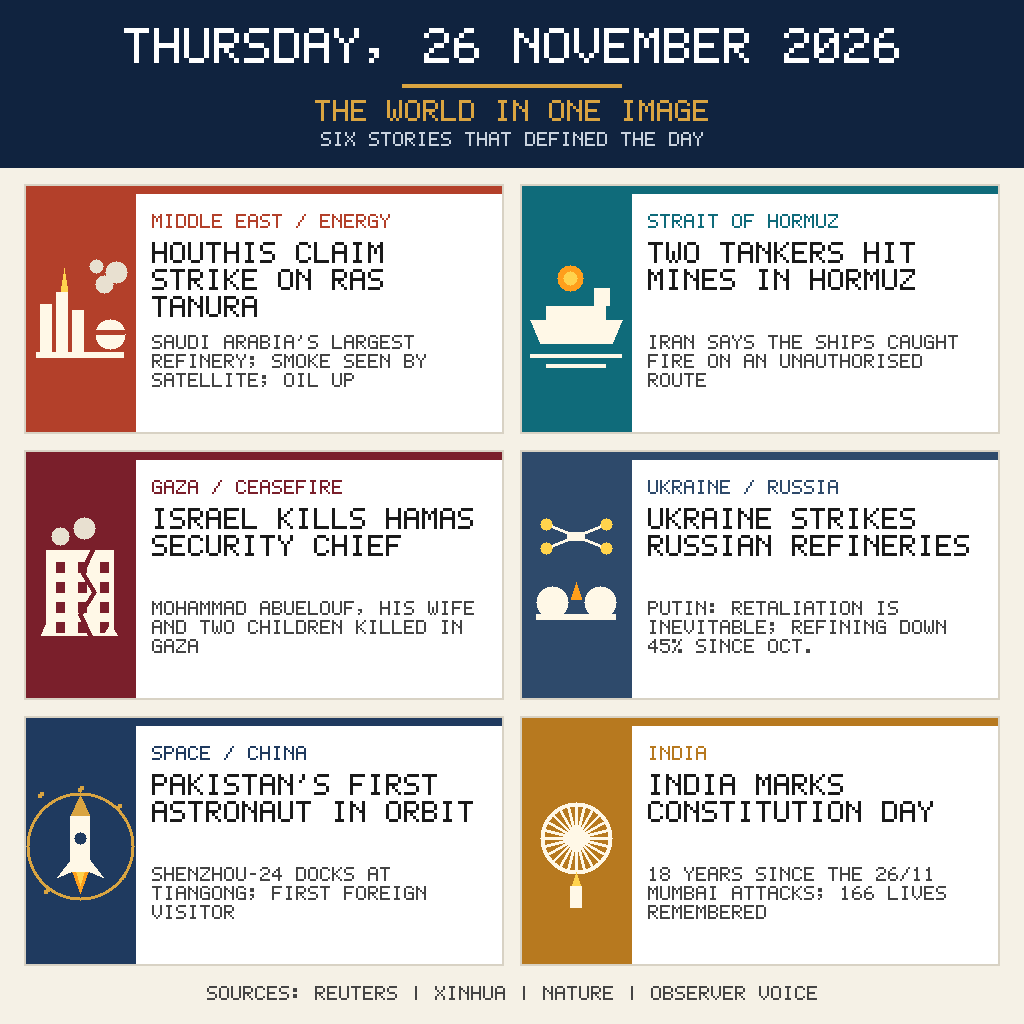 THURSDAY, 26 NOVEMBER 2026
THE WORLD IN ONE IMAGE
SIX STORIES THAT DEFINED THE DAY
MIDDLE EAST / ENERGY
HOUTHIS CLAIM
STRIKE ON RAS
TANURA
SAUDI ARABIA'S LARGEST
REFINERY; SMOKE SEEN BY
SATELLITE; OIL UP
STRAIT OF HORMUZ
TWO TANKERS HIT
MINES IN HORMUZ
IRAN SAYS THE SHIPS CAUGHT
FIRE ON AN UNAUTHORISED
ROUTE
GAZA / CEASEFIRE
ISRAEL KILLS HAMAS
SECURITY CHIEF
MOHAMMAD ABUELOUF, HIS WIFE
AND TWO CHILDREN KILLED IN
GAZA
UKRAINE / RUSSIA
UKRAINE STRIKES
RUSSIAN REFINERIES
PUTIN: RETALIATION IS
INEVITABLE; REFINING DOWN
45% SINCE OCT.
SPACE / CHINA
PAKISTAN'S FIRST
ASTRONAUT IN ORBIT
SHENZHOU-24 DOCKS AT
TIANGONG; FIRST FOREIGN
VISITOR
INDIA
INDIA MARKS
CONSTITUTION DAY
18 YEARS SINCE THE 26/11
MUMBAI ATTACKS; 166 LIVES
REMEMBERED
SOURCES: REUTERS | XINHUA | NATURE | OBSERVER VOICE